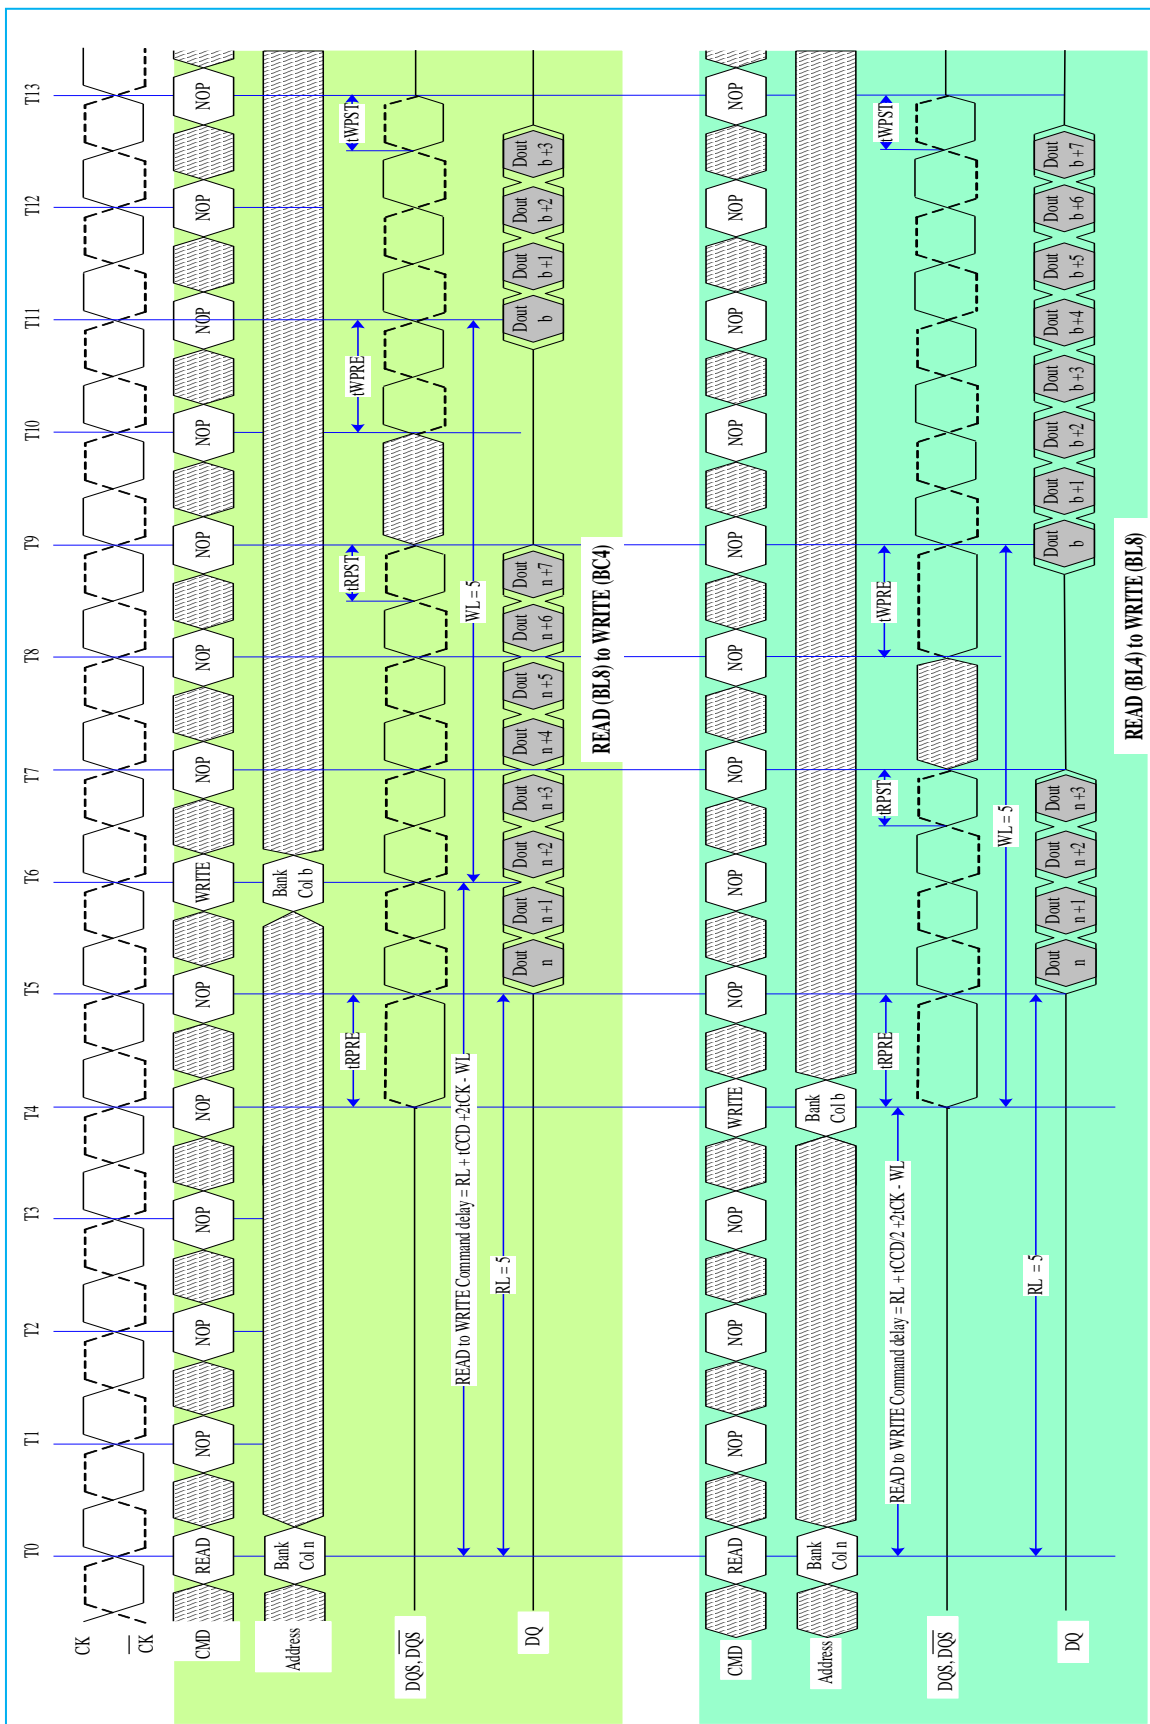 T0 T1 T2 T3 T4 T5 T6 T7 T8 T9 T10 T11 T12 T13
CK
CK
CMD READ NOP NOP NOP NOP NOP WRITE NOP NOP NOP NOP NOP NOP NOP
Address Bank Col n Bank Col b
tRPRE tRPST tWPRE tWPST
DQS, DQS
READ to WRITE Command delay = RL + tCCD +2tCK - WL
WL = 5
RL = 5
DQ Dout n Dout n+1 Dout n+2 Dout n+3 Dout n+4 Dout n+5 Dout n+6 Dout n+7 Dout b Dout b+1 Dout b+2 Dout b+3
READ (BL8) to WRITE (BC4)
CMD READ NOP NOP NOP WRITE NOP NOP NOP NOP NOP NOP NOP NOP NOP
Address Bank Col n Bank Col b
tRPRE tRPST tWPRE tWPST
READ to WRITE Command delay = RL + tCCD/2 +2tCK - WL
DQS, DQS
WL = 5
RL = 5
DQ Dout n Dout n+1 Dout n+2 Dout n+3 Dout b Dout b+1 Dout b+2 Dout b+3 Dout b+4 Dout b+5 Dout b+6 Dout b+7
READ (BL4) to WRITE (BL8)